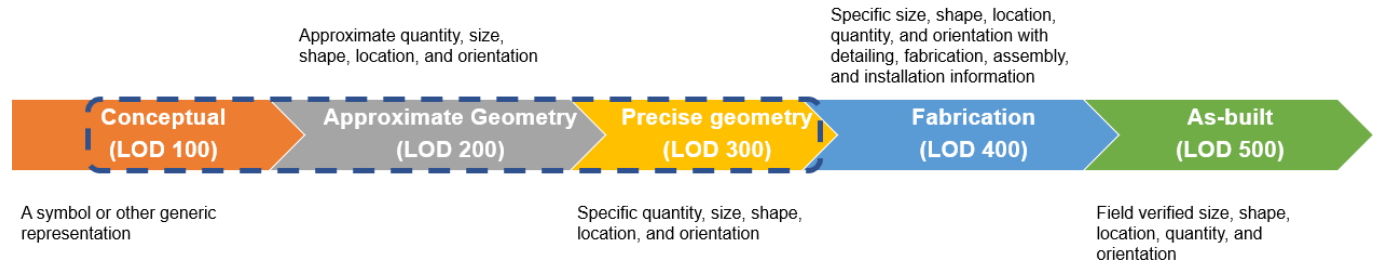 Approximate quantity, size,
shape, location, and orientation
Specific size, shape, location,
quantity, and orientation with
detailing, fabrication, assembly,
and installation information
Conceptual
(LOD 100)
Approximate Geometry
(LOD 200)
Precise geometry
(LOD 300)
Fabrication
(LOD 400)
As-built
(LOD 500)
A symbol or other generic
representation
Specific quantity, size, shape,
location, and orientation
Field verified size, shape,
location, quantity, and
orientation